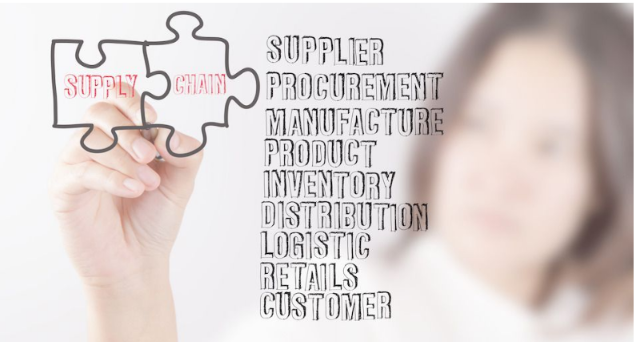 SUPPLY CHAIN
SUPPLIER
PROCUREMENT
MANUFACTURE
PRODUCT
INVENTORY
DISTRIBUTION
LOGISTIC
RETAILS
CUSTOMER